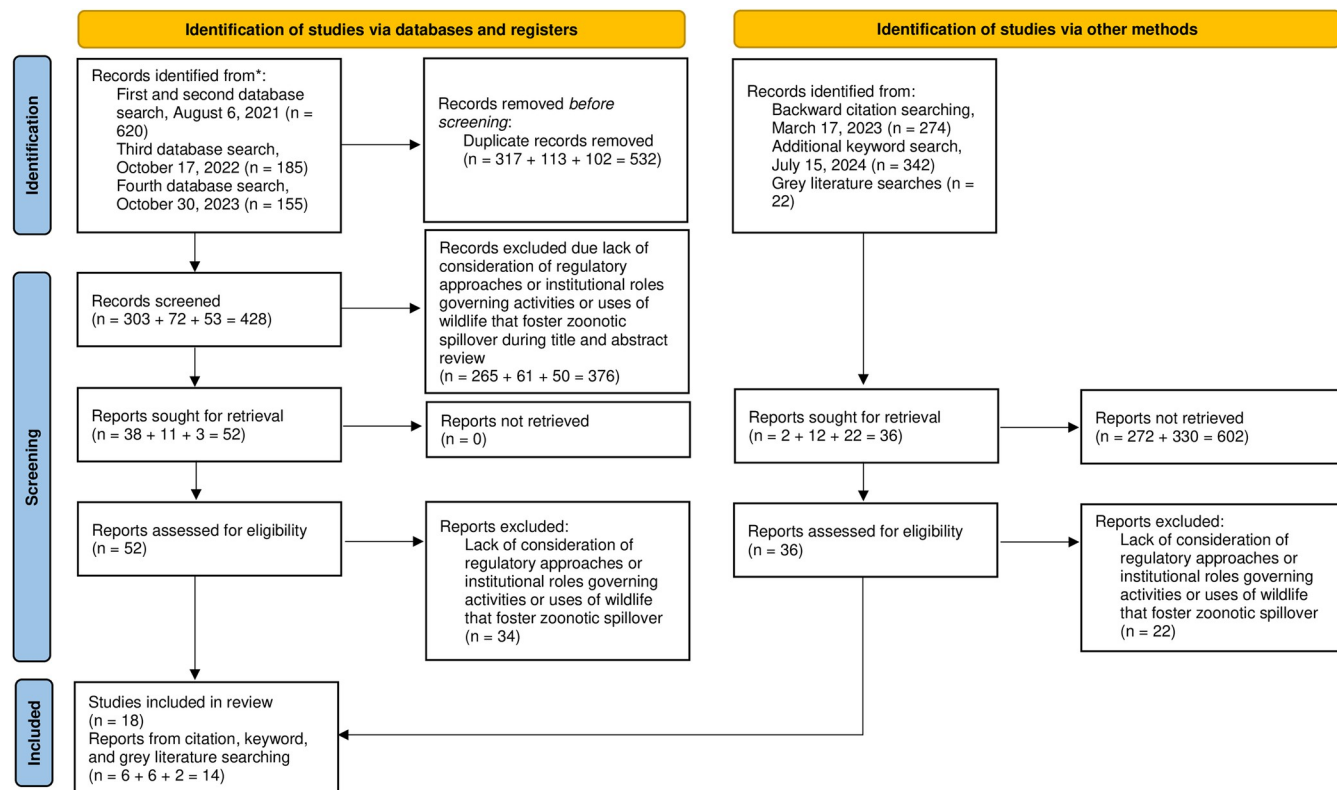 Identification of studies via databases and registers
Identification of studies via other methods
Identification
Records identified from*:
First and second database
search, August 6, 2021 (n =
620)
Third database search,
October 17, 2022 (n = 185)
Fourth database search,
October 30, 2023 (n = 155)
Records removed before
screening:
Duplicate records removed
(n = 317 + 113 + 102 = 532)
Records identified from:
Backward citation searching,
March 17, 2023 (n = 274)
Additional keyword search,
July 15, 2024 (n = 342)
Grey literature searches (n =
22)
Screening
Records screened
(n = 303 + 72 + 53 = 428)
Records excluded due lack of
consideration of regulatory
approaches or institutional roles
governing activities or uses of
wildlife that foster zoonotic
spillover during title and abstract
review
(n = 265 + 61 + 50 = 376)
Reports sought for retrieval
(n = 38 + 11 + 3 = 52)
Reports not retrieved
(n = 0)
Reports sought for retrieval
(n = 2 + 12 + 22 = 36)
Reports not retrieved
(n = 272 + 330 = 602)
Reports assessed for eligibility
(n = 52)
Reports excluded:
Lack of consideration of
regulatory approaches or
institutional roles governing
activities or uses of wildlife
that foster zoonotic spillover
(n = 34)
Reports assessed for eligibility
(n = 36)
Reports excluded:
Lack of consideration of
regulatory approaches or
institutional roles governing
activities or uses of wildlife
that foster zoonotic spillover
(n = 22)
Included
Studies included in review
(n = 18)
Reports from citation, keyword,
and grey literature searching
(n = 6 + 6 + 2 = 14)